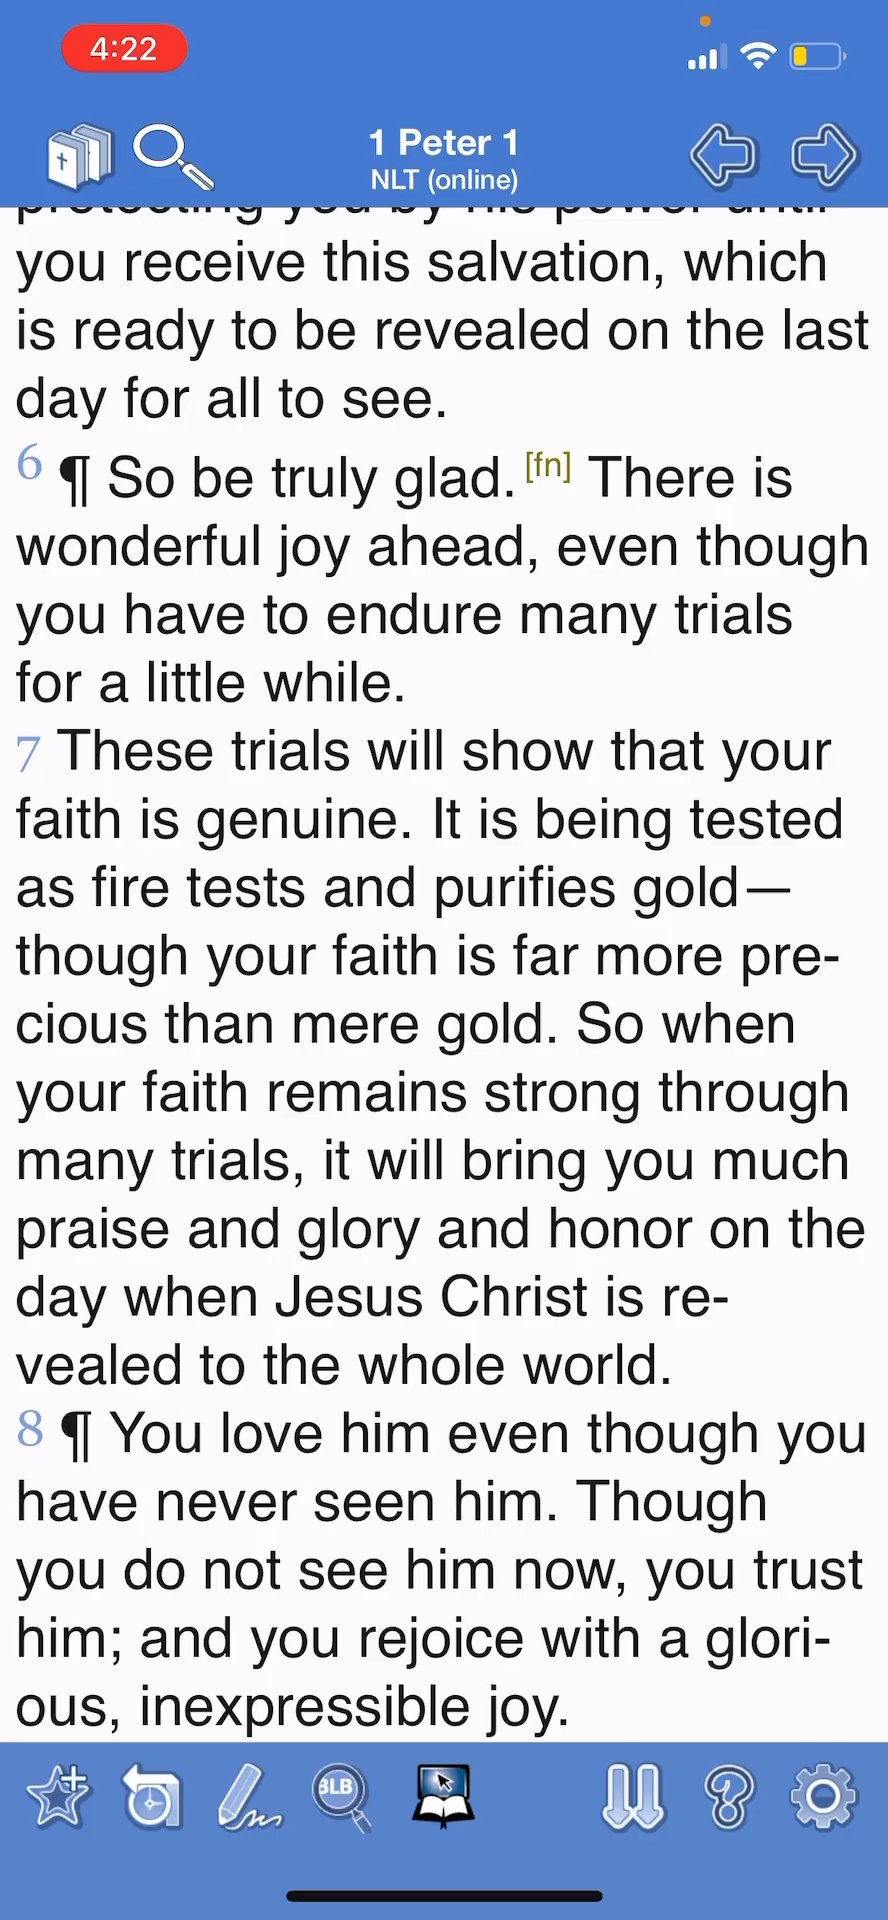 4:22
1 Peter 1
NLT (online)
protecting you by his power until
you receive this salvation, which
is ready to be revealed on the last
day for all to see.
6 ¶ So be truly glad. [fn] There is
wonderful joy ahead, even though
you have to endure many trials
for a little while.
7 These trials will show that your
faith is genuine. It is being tested
as fire tests and purifies gold—
though your faith is far more pre-
cious than mere gold. So when
your faith remains strong through
many trials, it will bring you much
praise and glory and honor on the
day when Jesus Christ is re-
vealed to the whole world.
8 ¶ You love him even though you
have never seen him. Though
you do not see him now, you trust
him; and you rejoice with a glori-
ous, inexpressible joy.
BLB